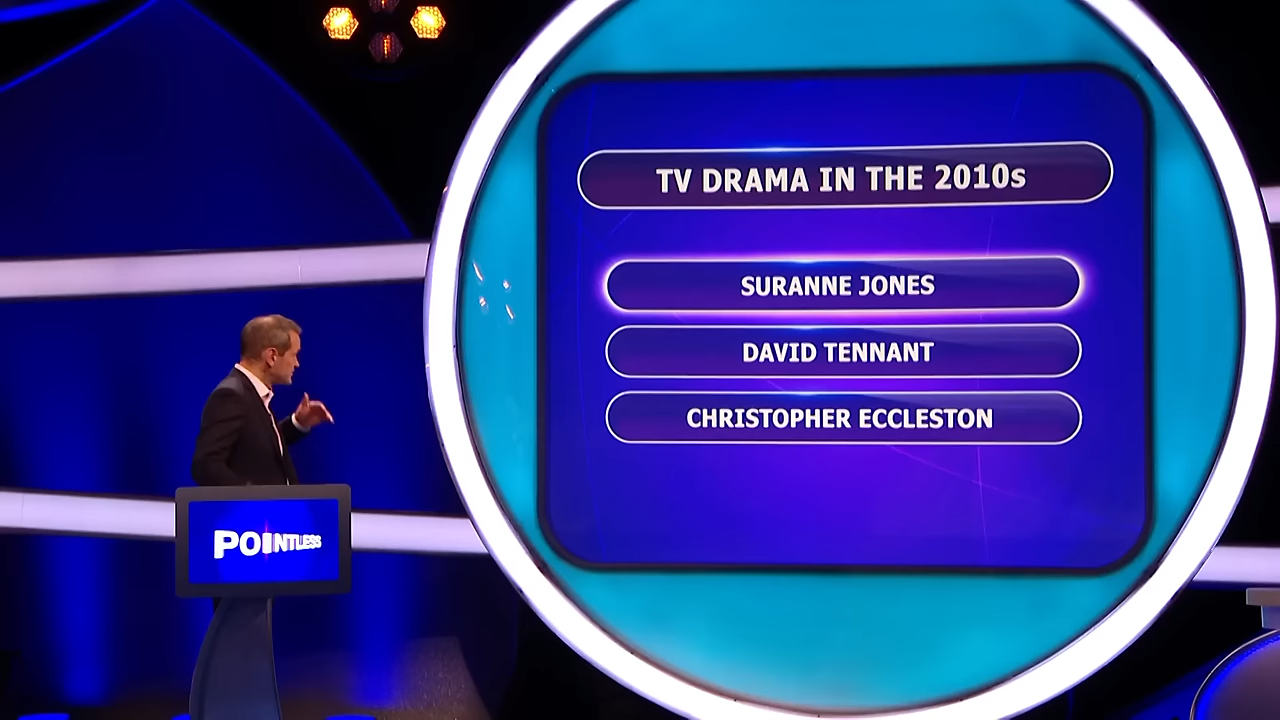 TV DRAMA IN THE 2010s
SURANNE JONES
DAVID TENNANT
CHRISTOPHER ECCLESTON
POINTLESS